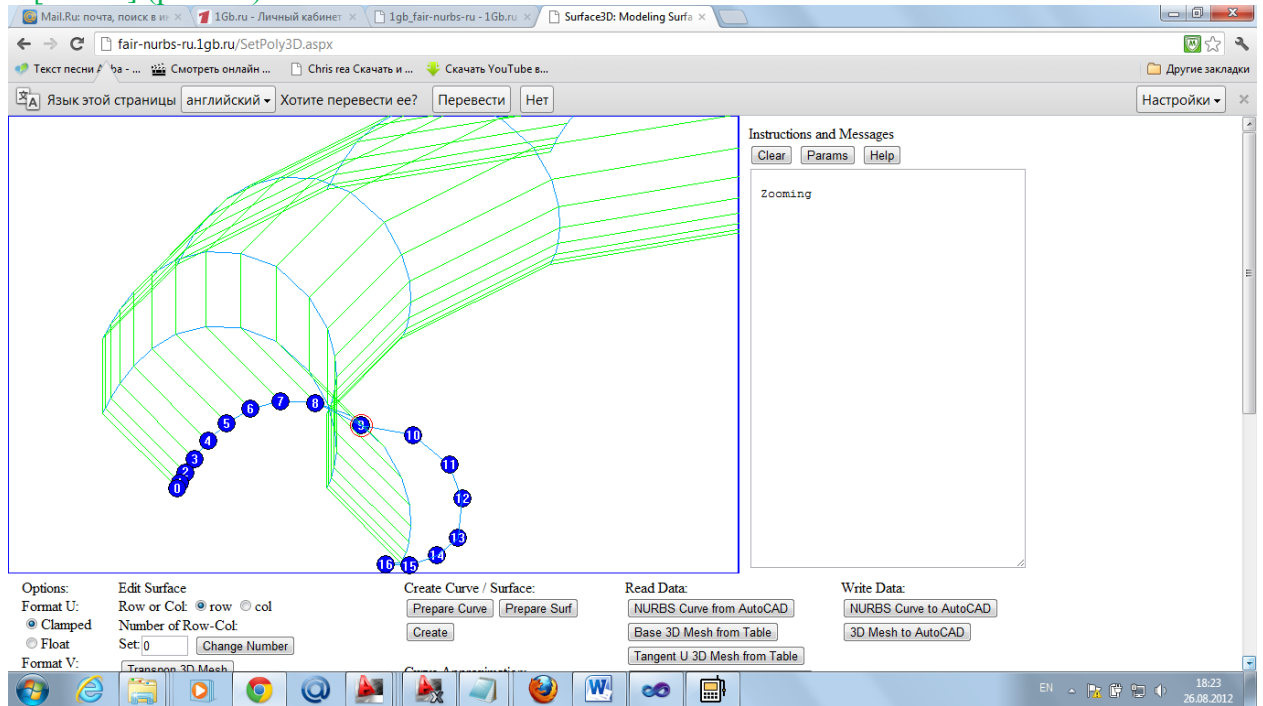 Mail.Ru: почта, поиск в ин
1Gb.ru - Личный кабинет
1gb_fair-nurbs-ru - 1Gb.ru
Surface3D: Modeling Surfa
fair-nurbs-ru.1gb.ru/SetPoly3D.aspx
Текст песни
ва - ...
Смотреть онлайн ...
Chris rea Скачать и ...
Скачать YouTube в...
Другие закладки
Язык этой страницы английский Хотите перевести ее? Перевести Нет
Настройки
Instructions and Messages
Clear Params Help
Zooming
0
2
3
4
5
6
7
8
9
10
11
12
13
14
15
16
Options:
Format U:
Clamped
Float
Format V:
Edit Surface
Row or Col: row col
Number of Row-Col:
Set: 0 Change Number
Transpon 3D Mesh
Create Curve / Surface:
Prepare Curve Prepare Surf
Create
Read Data:
NURBS Curve from AutoCAD
Base 3D Mesh from Table
Tangent U 3D Mesh from Table
Write Data:
NURBS Curve to AutoCAD
3D Mesh to AutoCAD
EN
18:23
26.08.2012